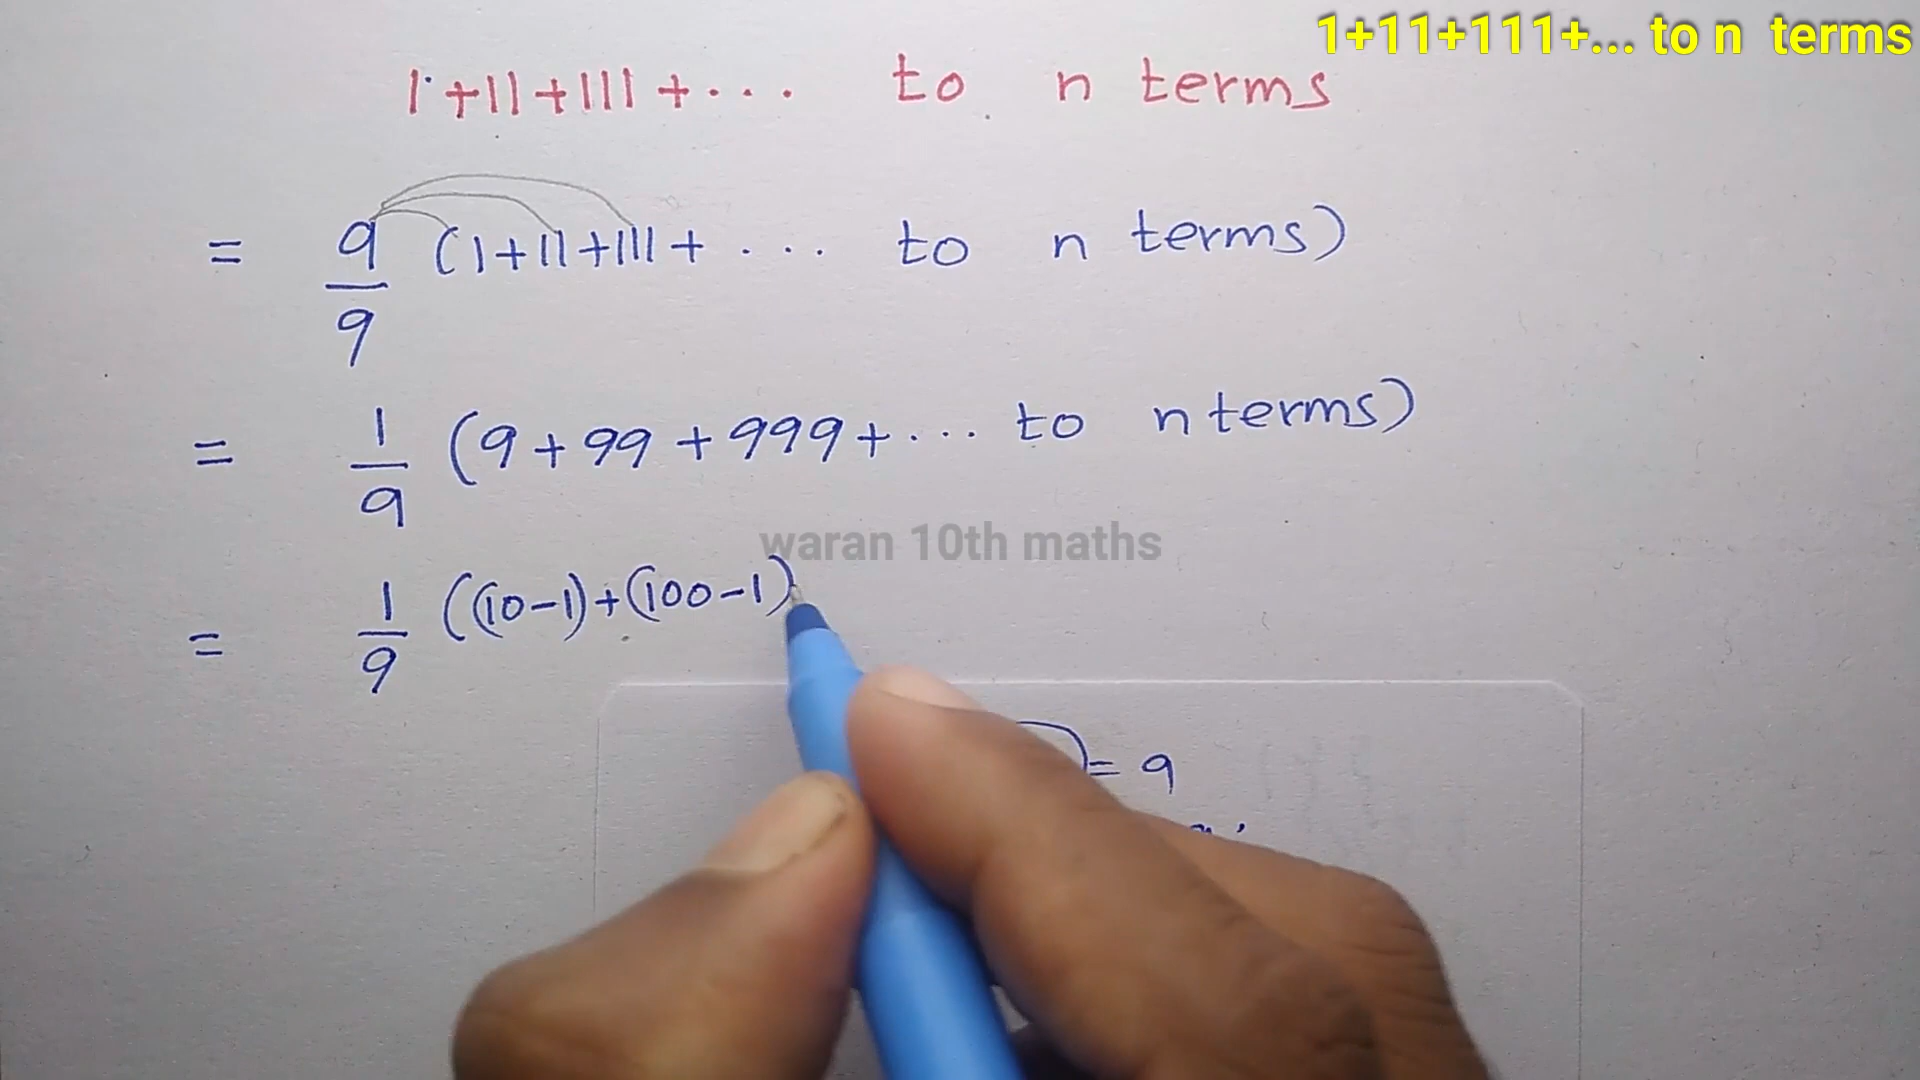 1+11+111+... to n terms
1+11+111+... to n terms
= 9/9 (1+11+111+ ... to n terms)
= 1/9 (9+99+999+... to n terms)
waran 10th maths
= 1/9 ((10-1)+(100-1)
= 9